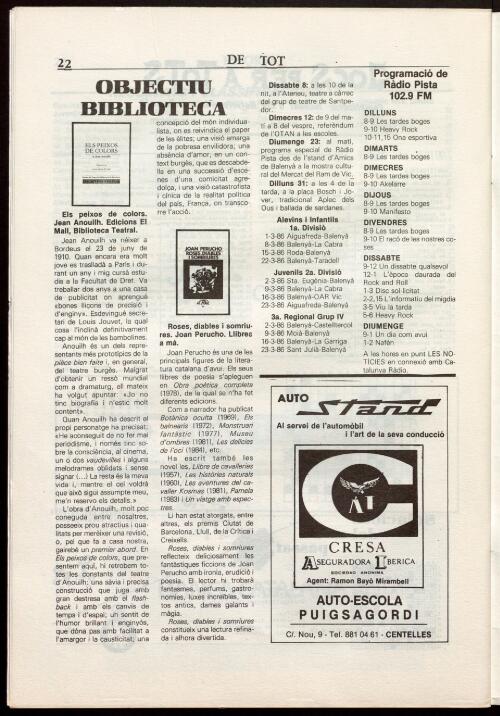 22
DE TOT
OBJECTIU
BIBLIOTECA
ELS PEIXOS
DE COLORS
Els peixos de colors.
Jean Anouilh. Edicions El
Mall, Biblioteca Teatral.
Jean Anouilh va néixer a
Bordeus el 23 de juny de
1910. Quan encara era molt
jove es traslladà a París i du-
rant un any i mig cursà estu-
dis a la Facultat de Dret. Va
treballar dos anys a una casa
de publicitat on aprengué
«bones lliçons de precisió i
d'enginy». Esdevingué secre-
tari de Louis Jouvet, la qual
cosa l'inclinà definitivament
cap al món de les bambolines.
Anouilh és un dels repre-
sentants més prototípics de la
pièce bien faite i, en general,
del teatre burgès. Malgrat
d'obtenir un ressò mundial
com a dramaturg, ell mateix
ha volgut apuntar: «Jo no
tinc biografia i n'estic molt
content».
Quan Anouilh ha descrit el
propi personatge ha precisat:
«He aconseguit de no fer mai
periodisme, i només tinc so-
bre la consciència, al cinema,
un o dos vaudevilles i alguns
melodrames oblidats i sense
signar (...) La resta és la meva
vida i, mantre el cel voldrà
que això sigui assumpte meu,
me'n reservo els detalls.»
L'obra d'Anouilh, molt poc
coneguda entre nosaltres,
posseeix prou atractius i qua-
litats per meréixer una revisió,
o, pel que fa a casa nostra,
gairebé un premier abord. En
Els peixos de colors, que pre-
sentem aquí, hi retrobem to-
tes les constants del teatre
d'Anouilh: una sàvia i precisa
construcció que juga amb
gran destresa amb el flash-
back i amb els canvis de
temps i d'espai; un sentit de
l'humor brillant i enginyós,
que dóna pas amb facilitat a
l'amargor i la causticitat; una
concepció del món individua-
lista, on es reivindica el paper
de les èlites; una visió amarga
de la pobresa envilidora; una
absència d'amor, en un con-
text burgès, que es descabde-
lla en una successió d'esce-
nes d'una comicitat agre-
dolça, i una visió catastrofista
i cínica de la realitat política
del país, França, on transco-
rre l'acció.
JOAN PERUCHO
ROSES, DIABLES
I SOMRIURES
Roses, diables i somriu-
res. Joan Perucho. Llibres
a mà.
Joan Perucho és una de les
principals figures de la litera-
tura catalana d'avui. Els seus
llibres de poesia s'apleguen
en Obra poètica completa
(1978), de la qual se n'ha fet
diferents edicions.
Com a narrador ha publicat
Botànica oculta (1969), Els
balnearis (1972), Monstruari
fantàstic (1977), Museu
d'ombres (1981), Les delícies
de l'oci (1984), etc.
Ha escrit també les
novel·les, Llibre de cavalleries
(1957), Les històries naturals
(1960), Les aventures del ca-
valler Kosmas (1981), Pamela
(1983) i Un viatge amb espec-
tres.
Li han estat atorgats, entre
altres, els premis Ciutat de
Barcelona, Llull, de la Crítica i
Creixells.
Roses, diables i somriures
reflecteix deliciosament les
fantàstiques ficcions de Joan
Perucho amb ironia, erudició i
poesia. El lector hi trobarà
fantasmes, perfums, gastro-
nomies, luxes increïbles, tex-
tos antics, dames galants i
màgia.
Roses, diables i somriures
constitueix una lectura refina-
da i alhora divertida.
Dissabte 8: a les 10 de la
nit, a l'Ateneu, teatre a càrrec
del grup de teatre de Santpe-
dor.
Dimecres 12: de 9 del ma-
tí a 8 del vespre, referèndum
de l'OTAN a les escoles.
Diumenge 23: al matí,
programa especial de Ràdio
Pista des de l'stand d'Amics
de Balenyà a la mostra cultu-
ral del Mercat del Ram de Vic.
Dilluns 31: a les 4 de la
tarda, a la plaça Bosch i Jo-
ver, tradicional Aplec dels
Ous i ballada de sardanes.
Alevins i Infantils
1a. Divisió
1-3-86 Aiguafreda-Balenyà
8-3-86 Balenyà-La Cabra
15-3-86 Roda-Balenyà
22-3-86 Balenyà-Taradell
Juvenils 2a. Divisió
2-3-86 Sta. Eugènia-Balenyà
9-3-86 Balenyà-La Cabra
16-3-86 Balenyà-OAR Vic
23-3-86 Aiguafreda-Balenyà
3a. Regional Grup IV
2-3-86 Balenyà-Castellterçol
9-3-86 Moià-Balenyà
16-3-86 Balenyà-La Garriga
23-3-86 Sant Julià-Balenyà
Programació de
Ràdio Pista
102.9 FM
DILLUNS
8-9 Les tardes boges
9-10 Heavy Rock
10-11,16 Ona esportiva
DIMARTS
8-9 Les tardes boges
DIMECRES
8-9 Les tardes boges
9-10 Akelarre
DIJOUS
8-9 Les tardes boges
9-10 Manifesto
DIVENDRES
8-9 Les tardes boges
9-10 El racó de les nostres co-
ses
DISSABTE
9-12 Un dissabte qualsevol
12-1 L'època daurada del
Rock and Roll
1-3 Disc sol·licitat
2-2,15 L'informatiu del migdia
3-5 Viu la tarda
5-6 Heavy Rock
DIUMENGE
9-1 Un dia com avui
1-2 Nafén
A les hores en punt LES NO-
TÍCIES en connexió amb Ca-
talunya Ràdio.
AUTO
Stand
Al servei de l'automòbil
i l'art de la seva conducció
C
AI
CRESA
ASEGURADORA IBERICA
SOCIEDAD ANONIMA
Agent: Ramon Bayò Mirambell
AUTO-ESCOLA
PUIGSAGORDI
C/. Nou, 9 - Tel. 881 04 61 - CENTELLES